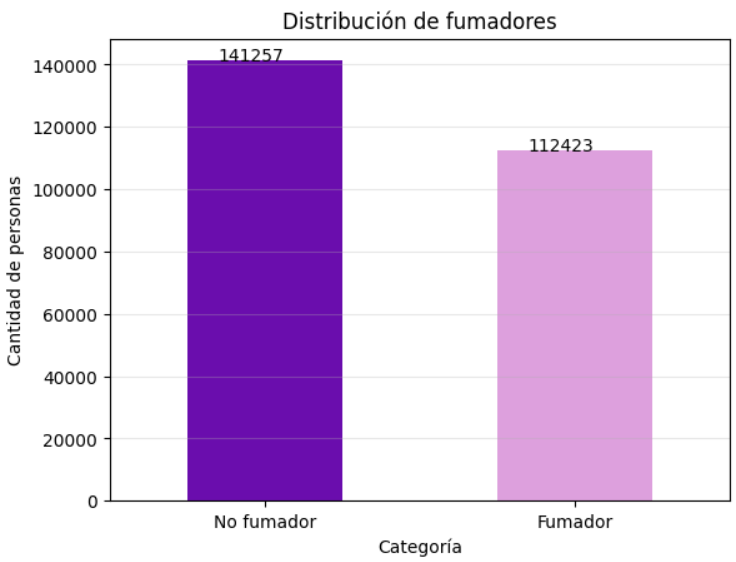 Distribución de fumadores
141257
112423
140000
120000
100000
80000
60000
40000
20000
0
Cantidad de personas
No fumador
Fumador
Categoría